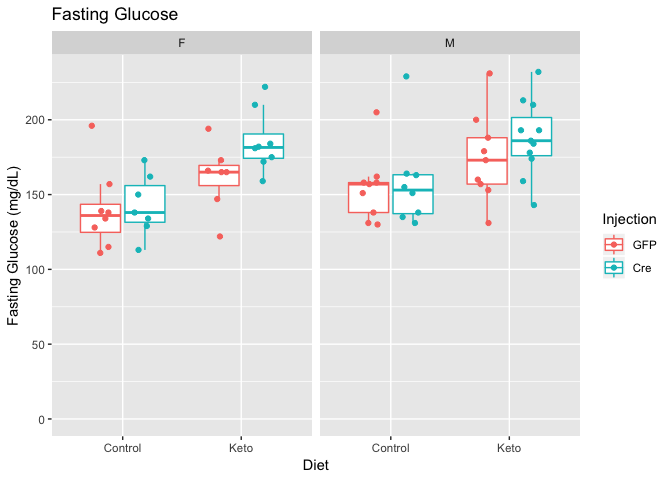 Fasting Glucose
F
M
Fasting Glucose (mg/dL)
200
150
100
50
0
Control
Keto
Control
Keto
Diet
Injection
GFP
Cre